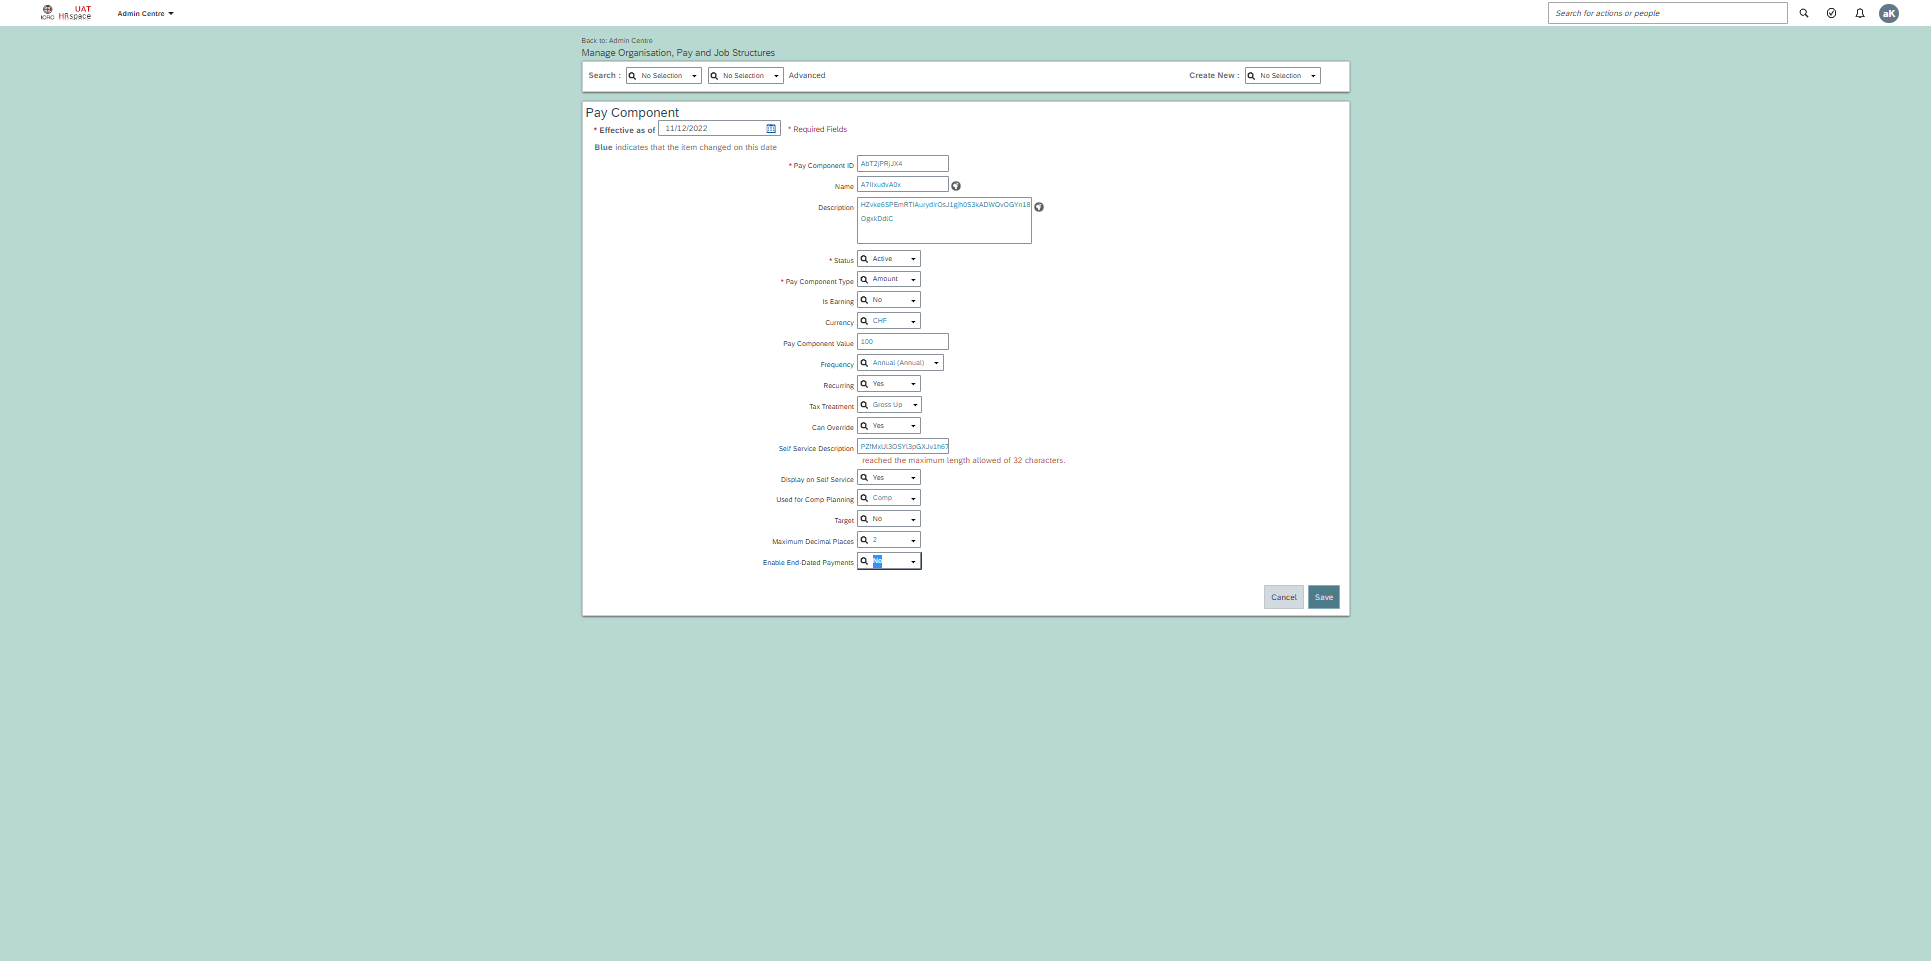 ICRC UAT HRspace Admin Centre Search for actions or people aK
Back to: Admin Centre
Manage Organisation, Pay and Job Structures
Search : No Selection No Selection Advanced Create New : No Selection
Pay Component
* Effective as of 11/12/2022 * Required Fields
Blue indicates that the item changed on this date
* Pay Component ID AbT2jPRjJX4
Name
Description
* Status Active
* Pay Component Type Amount
Is Earning No
Currency CHF
Pay Component Value 100
Frequency Annual (Annual)
Recurring Yes
Tax Treatment Gross Up
Can Override Yes
Self Service Description
reached the maximum length allowed of 32 characters.
Display on Self Service Yes
Used for Comp Planning Comp
Target No
Maximum Decimal Places 2
Enable End-Dated Payments No
Cancel Save